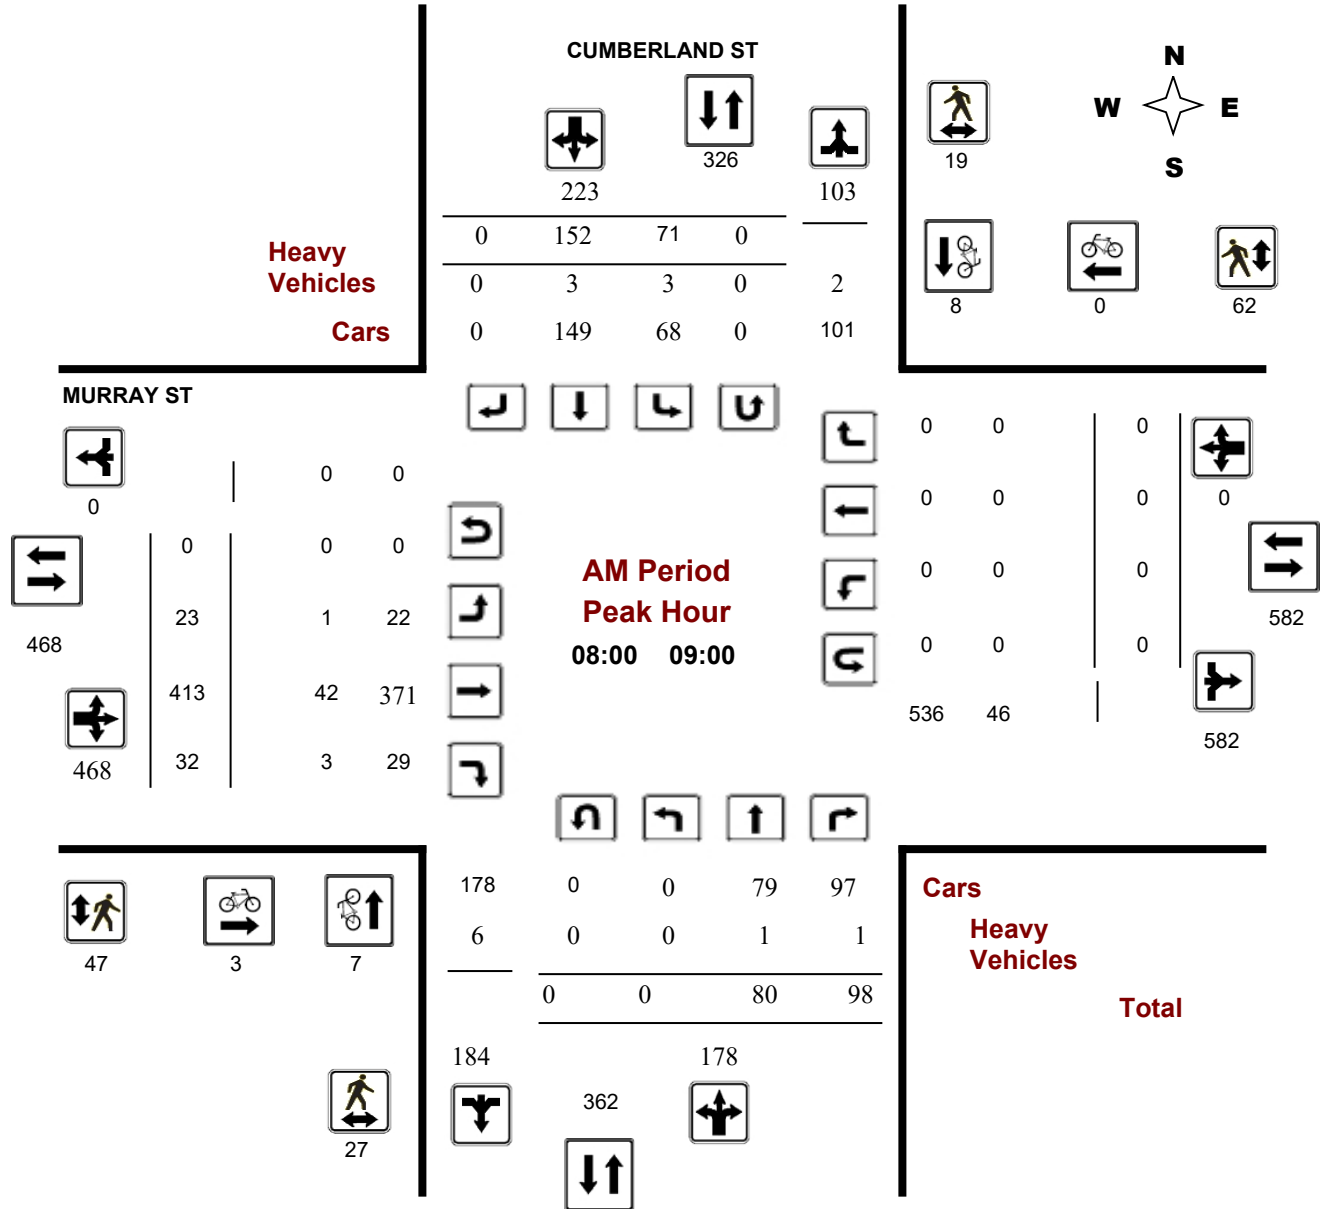 CUMBERLAND ST
N
W E
S
326
19
223 103
0 152 71 0
Heavy
Vehicles
0 3 3 0 2
8 0 62
Cars
0 149 68 0 101
MURRAY ST
0 0 0
0 0
0
0 0 0 0
0 0 0
AM Period
0 0 0
Peak Hour
23 1 22
582
468
08:00 09:00
0 0 0
413 42 371
536 46
582
468 32 3 29
178 0 0 79 97
Cars
6 0 0 1 1
Heavy
Vehicles
47 3 7
0 0 80 98
Total
184 178
362
27